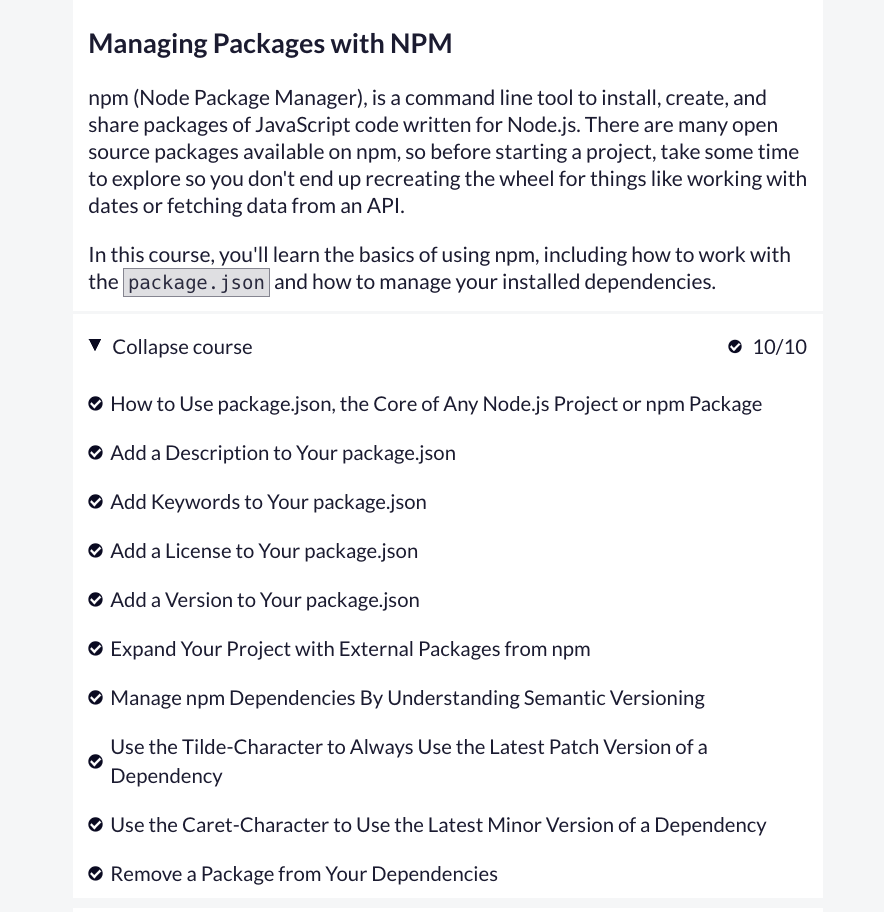 Managing Packages with NPM
npm (Node Package Manager), is a command line tool to install, create, and
share packages of JavaScript code written for Node.js. There are many open
source packages available on npm, so before starting a project, take some time
to explore so you don't end up recreating the wheel for things like working with
dates or fetching data from an API.
In this course, you'll learn the basics of using npm, including how to work with
the package.json and how to manage your installed dependencies.
Collapse course 10/10
How to Use package.json, the Core of Any Node.js Project or npm Package
Add a Description to Your package.json
Add Keywords to Your package.json
Add a License to Your package.json
Add a Version to Your package.json
Expand Your Project with External Packages from npm
Manage npm Dependencies By Understanding Semantic Versioning
Use the Tilde-Character to Always Use the Latest Patch Version of a
Dependency
Use the Caret-Character to Use the Latest Minor Version of a Dependency
Remove a Package from Your Dependencies